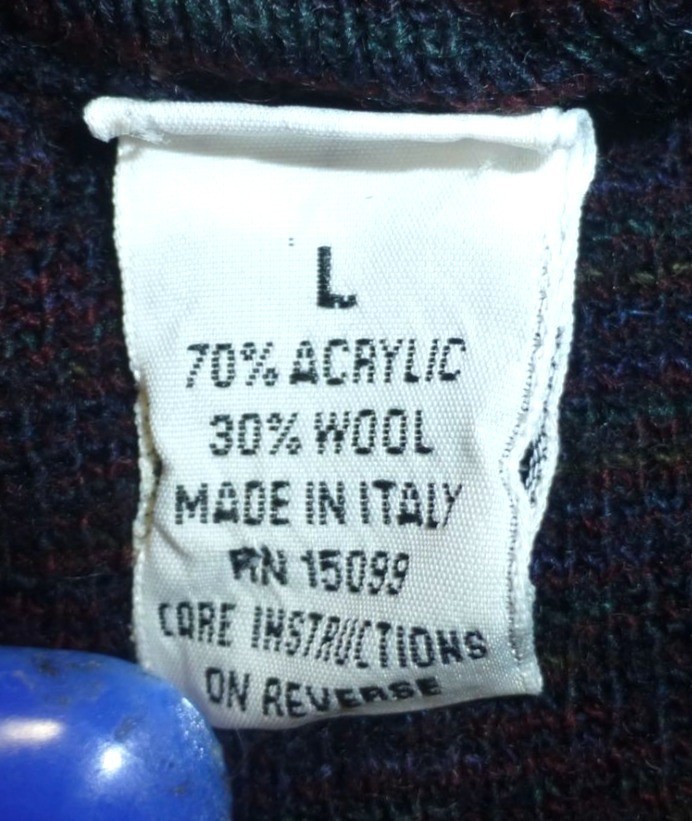 L
70% ACRYLIC
30% WOOL
MADE IN ITALY
RN 15099
CARE INSTRUCTIONS
ON REVERSE